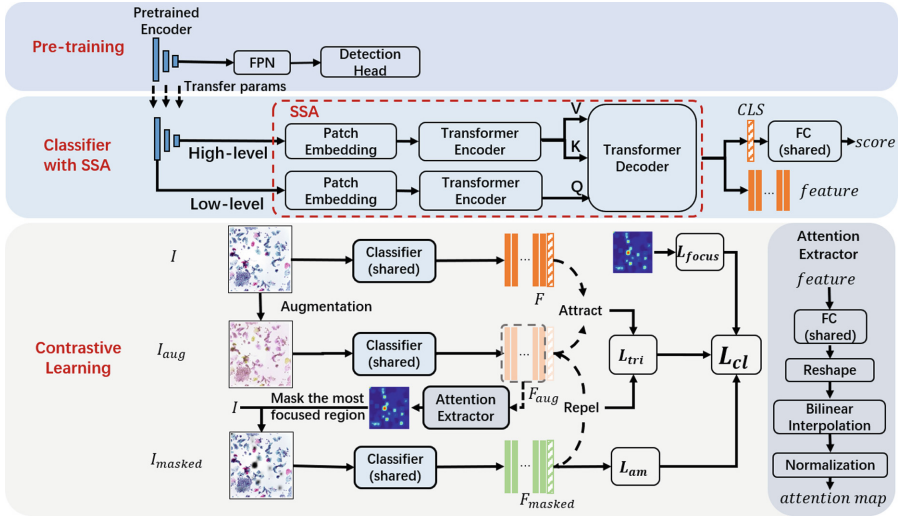 Pretrained
Encoder
Pre-training
FPN
Detection
Head
Transfer params
Classifier
with SSA
SSA
High-level
Patch
Embedding
Transformer
Encoder
V
K
Low-level
Patch
Embedding
Transformer
Encoder
Q
Transformer
Decoder
CLS
FC
(shared)
score
...
feature
Contrastive
Learning
I
Classifier
(shared)
...
F
Augmentation
I_aug
Classifier
(shared)
...
F_aug
Attract
Repel
Mask the most
focused region
I
Attention
Extractor
I_masked
Classifier
(shared)
...
F_masked
L_focus
L_tri
L_cl
L_am
Attention
Extractor
feature
FC
(shared)
Reshape
Bilinear
Interpolation
Normalization
attention map